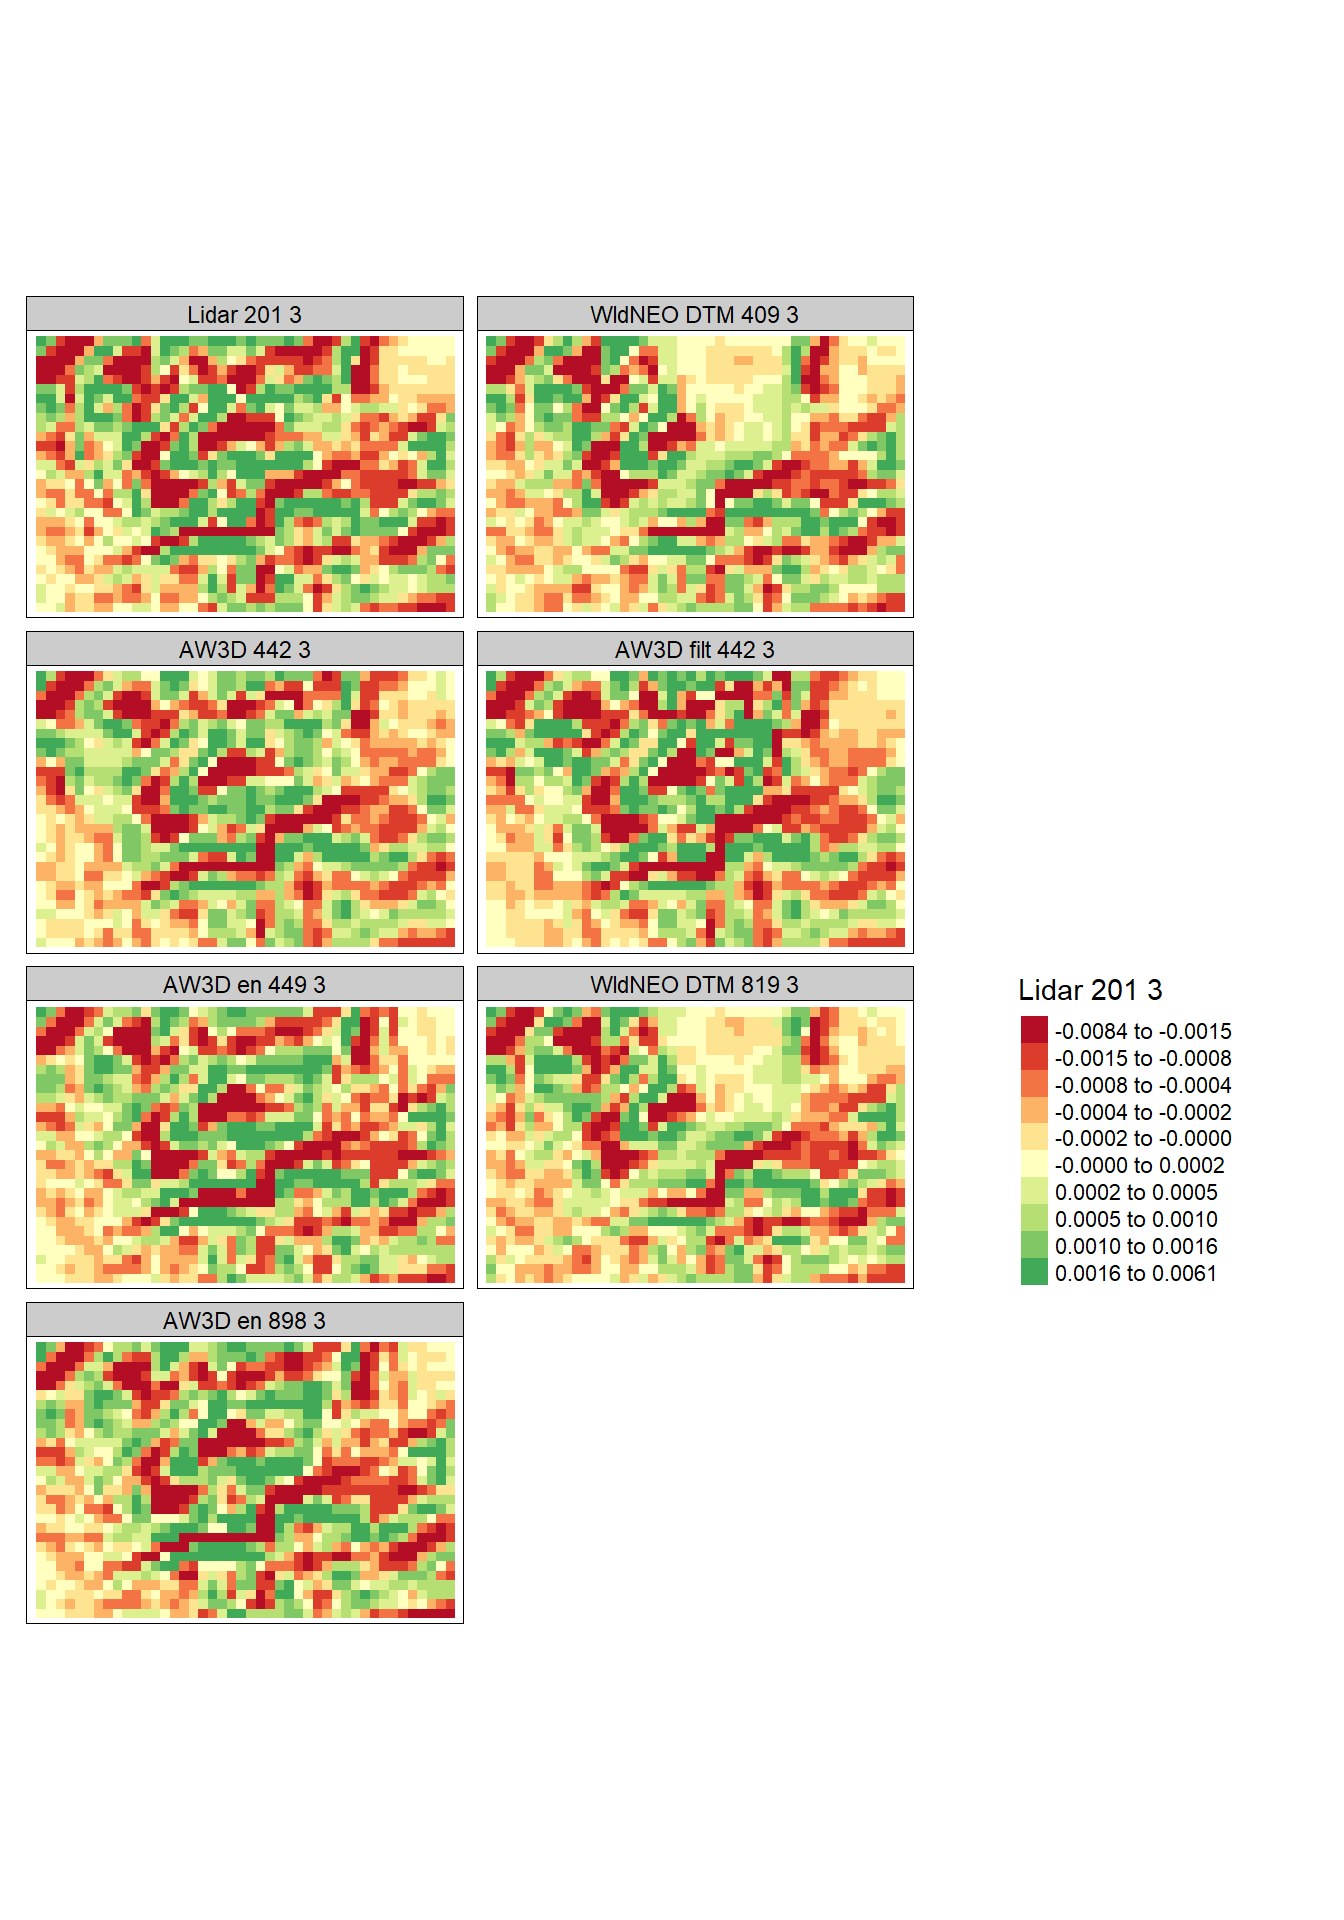 Lidar 201 3
WldNEO DTM 409 3
AW3D 442 3
AW3D filt 442 3
AW3D en 449 3
WldNEO DTM 819 3
AW3D en 898 3
Lidar 201 3
-0.0084 to -0.0015
-0.0015 to -0.0008
-0.0008 to -0.0004
-0.0004 to -0.0002
-0.0002 to -0.0000
-0.0000 to 0.0002
0.0002 to 0.0005
0.0005 to 0.0010
0.0010 to 0.0016
0.0016 to 0.0061